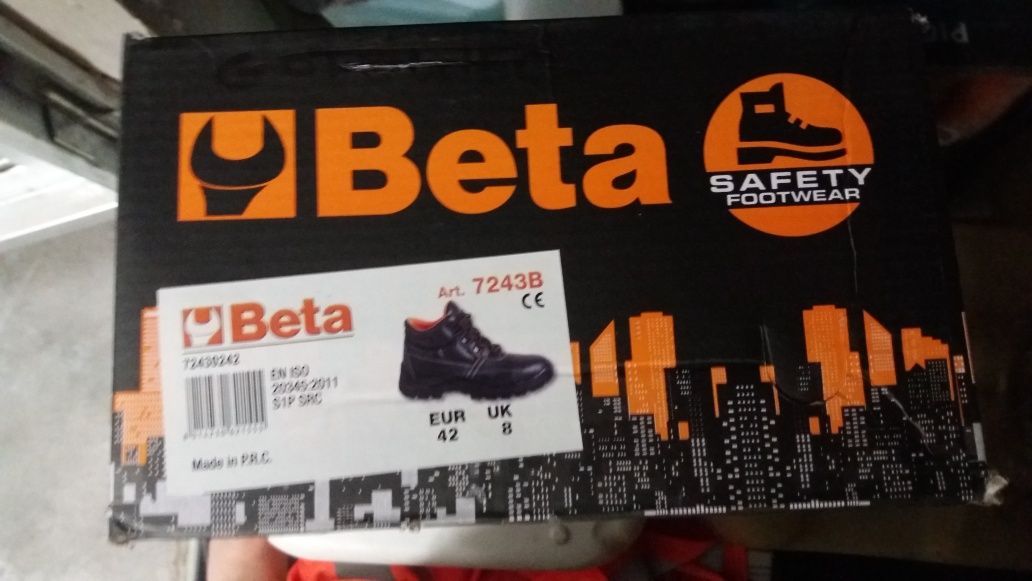 Beta
SAFETY
FOOTWEAR
Beta
Art. 7243B
CE
72430242
EN ISO
20345:2011
S1P SRC
EUR
42
UK
8
Made in P.R.C.